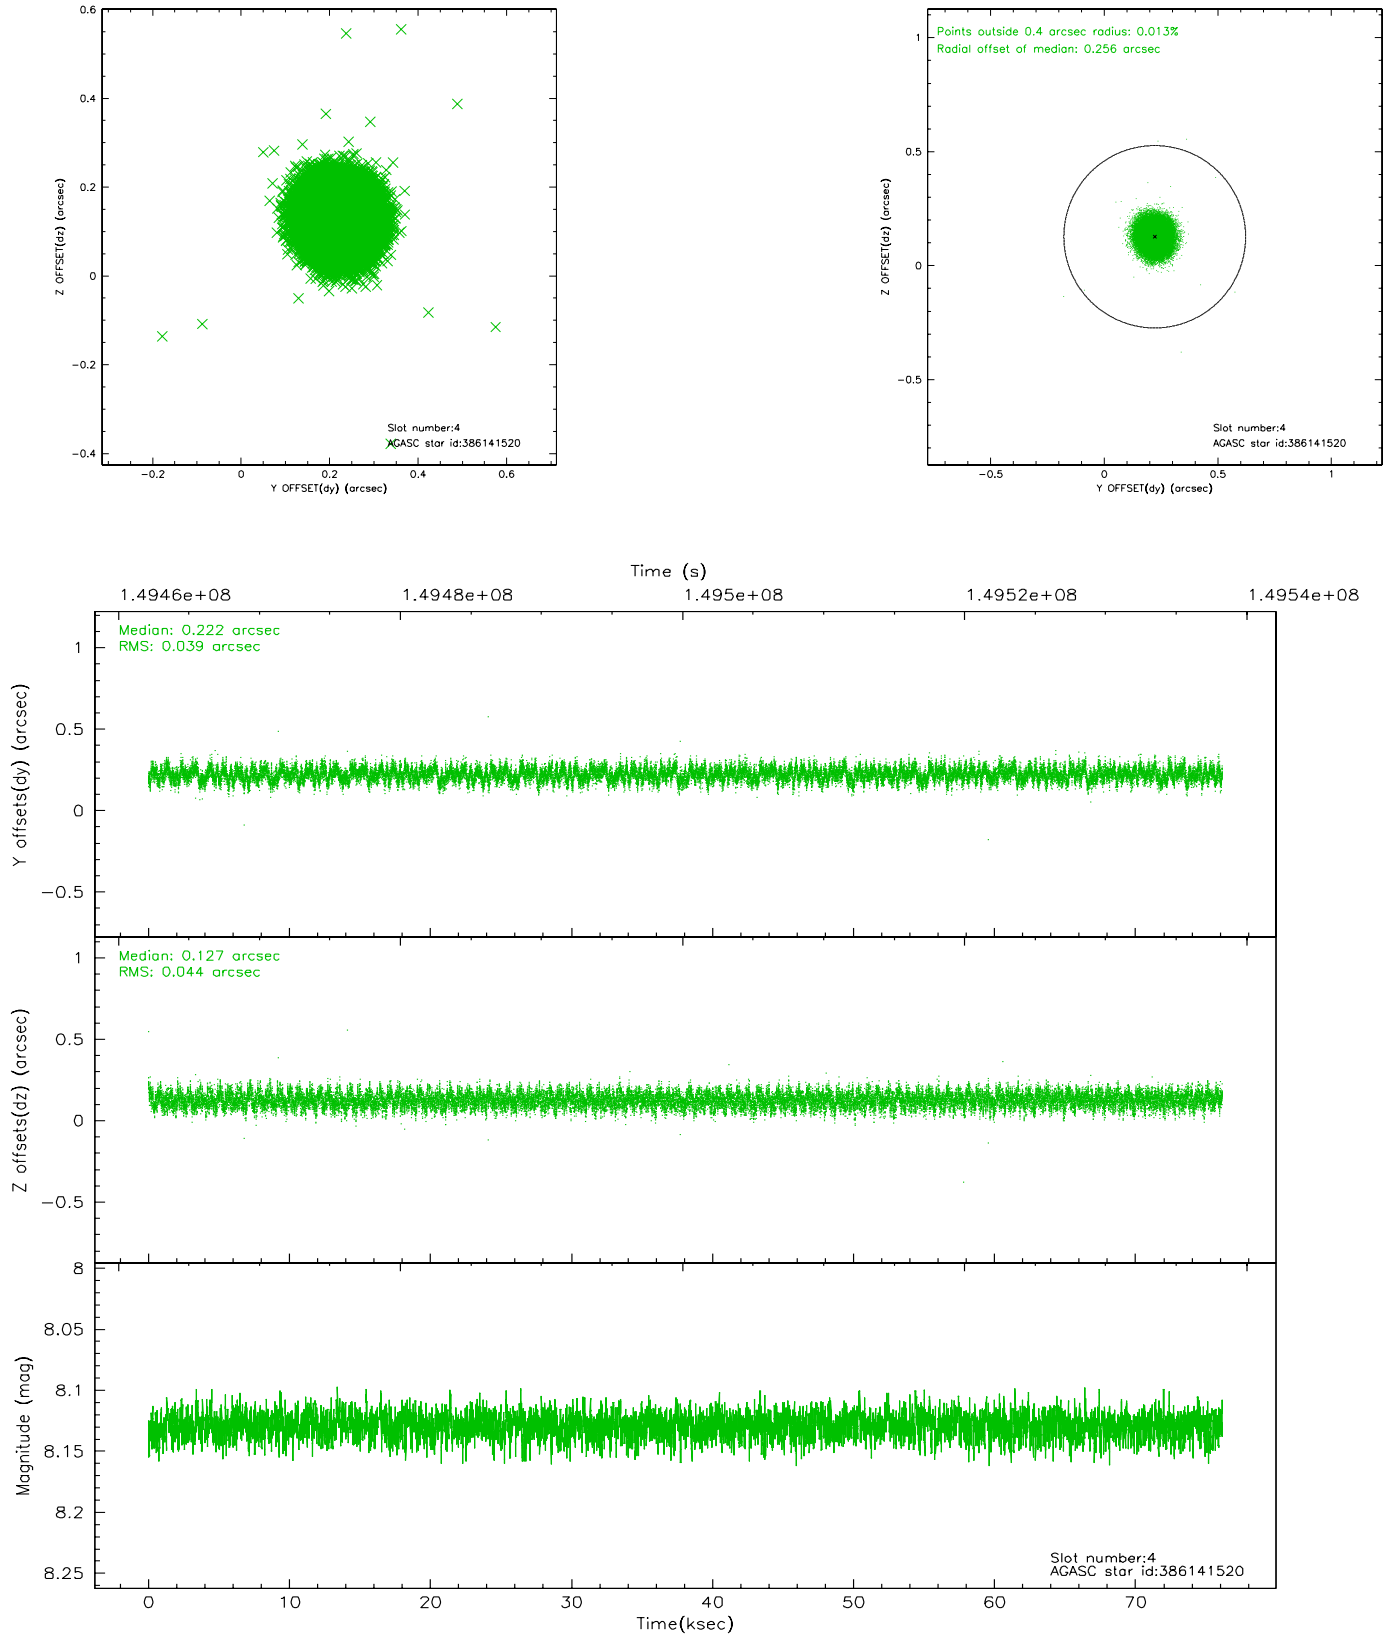 0.6
0.4
0.2
0
−0.2
−0.4
−0.2 0 0.2 0.4 0.6
Z OFFSET(dz) (arcsec)
Y OFFSET(dy) (arcsec)
Slot number:4
AGASC star id:386141520
Points outside 0.4 arcsec radius: 0.013%
Radial offset of median: 0.256 arcsec
1
0.5
0
−0.5
−0.5 0 0.5 1
Z OFFSET(dz) (arcsec)
Y OFFSET(dy) (arcsec)
Slot number:4
AGASC star id:386141520
Time (s)
1.4946e+08 1.4948e+08 1.495e+08 1.4952e+08 1.4954e+08
Median: 0.222 arcsec
RMS: 0.039 arcsec
1
0.5
0
−0.5
Y offsets(dy) (arcsec)
Median: 0.127 arcsec
RMS: 0.044 arcsec
1
0.5
0
−0.5
Z offsets(dz) (arcsec)
8
8.05
8.1
8.15
8.2
8.25
Magnitude (mag)
Slot number:4
AGASC star id:386141520
0 10 20 30 40 50 60 70
Time(ksec)